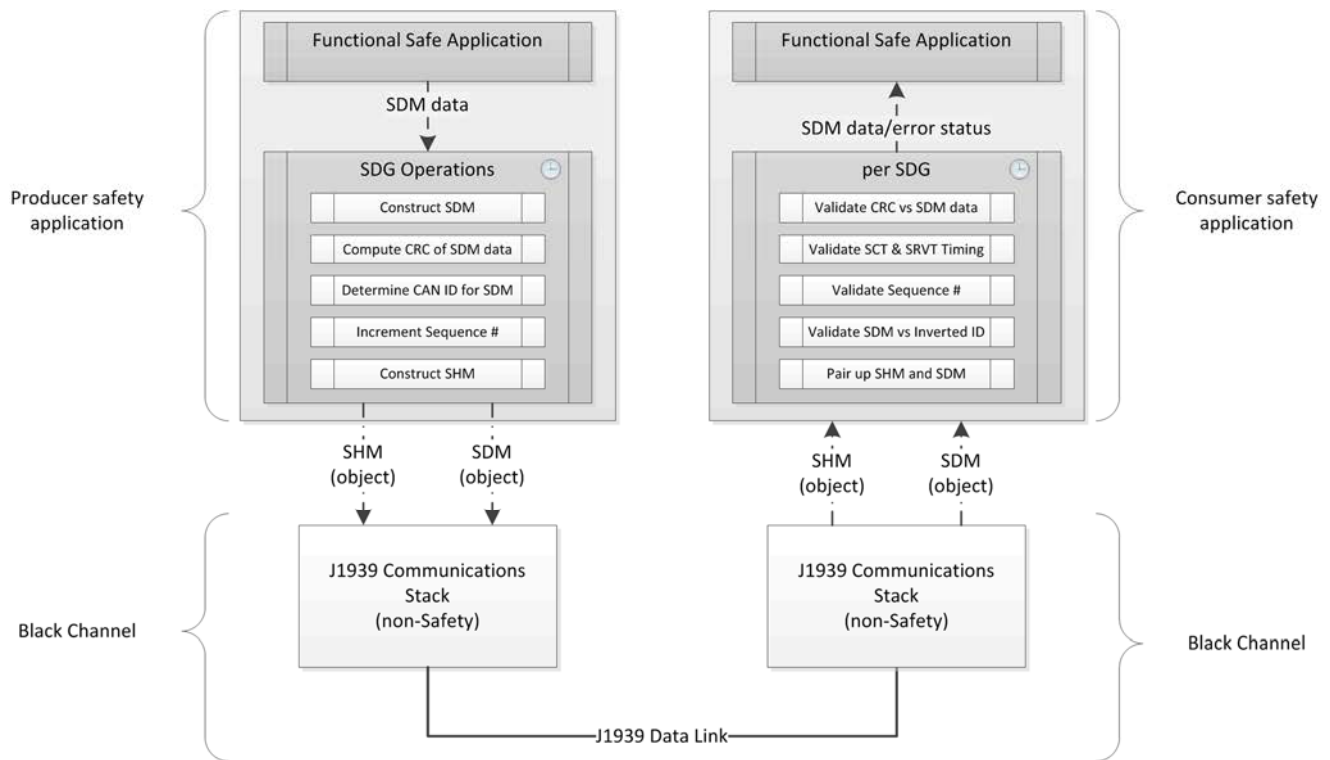 Functional Safe Application
SDM data
SDG Operations
Construct SDM
Compute CRC of SDM data
Determine CAN ID for SDM
Increment Sequence #
Construct SHM
Producer safety
application
SHM
(object)
SDM
(object)
J1939 Communications
Stack
(non-Safety)
Black Channel
Functional Safe Application
SDM data/error status
per SDG
Validate CRC vs SDM data
Validate SCT & SRVT Timing
Validate Sequence #
Validate SDM vs Inverted ID
Pair up SHM and SDM
Consumer safety
application
SHM
(object)
SDM
(object)
J1939 Communications
Stack
(non-Safety)
Black Channel
J1939 Data Link